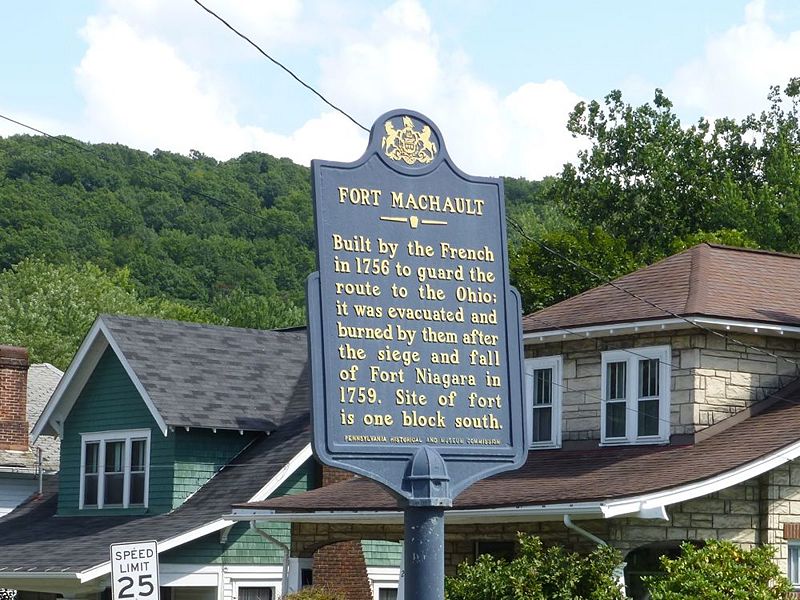 FORT MACHAULT
Built by the French
in 1756 to guard the
route to the Ohio;
it was evacuated and
burned by them after
the siege and fall
of Fort Niagara in
1759. Site of fort
is one block south.
PENNSYLVANIA HISTORICAL AND MUSEUM COMMISSION
SPEED
LIMIT
25